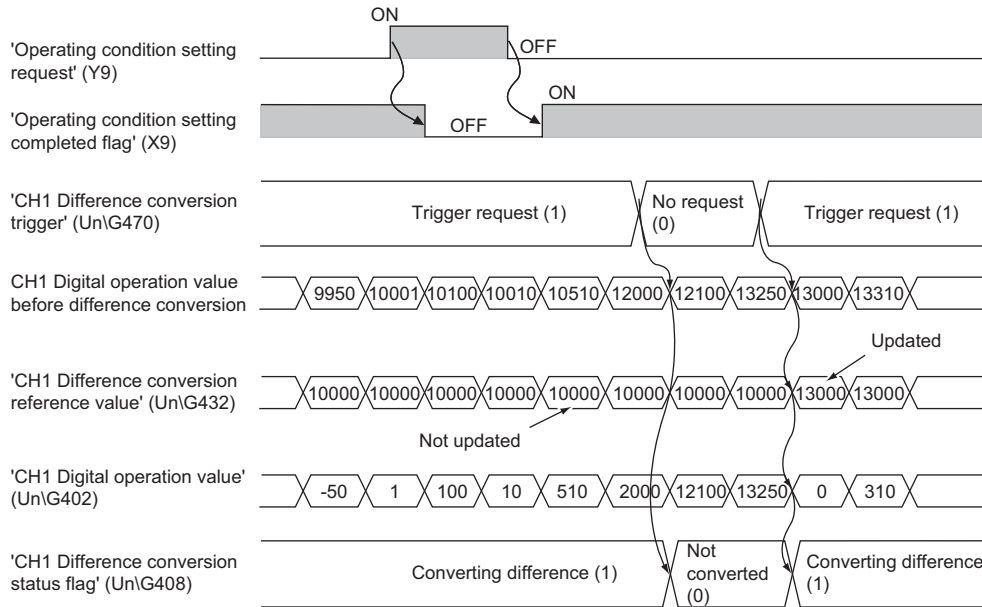 ON
'Operating condition setting
request' (Y9)
OFF
ON
'Operating condition setting
completed flag' (X9)
OFF
'CH1 Difference conversion
trigger' (Un\G470)
Trigger request (1)
No request
(0)
Trigger request (1)
CH1 Digital operation value
before difference conversion
9950 10001 10100 10010 10510 12000 12100 13250 13000 13310
Updated
'CH1 Difference conversion
reference value' (Un\G432)
10000 10000 10000 10000 10000 10000 10000 10000 13000 13000
Not updated
'CH1 Digital operation value'
(Un\G402)
-50 1 100 10 510 2000 12100 13250 0 310
'CH1 Difference conversion
status flag' (Un\G408)
Converting difference (1)
Not
converted
(0)
Converting difference
(1)